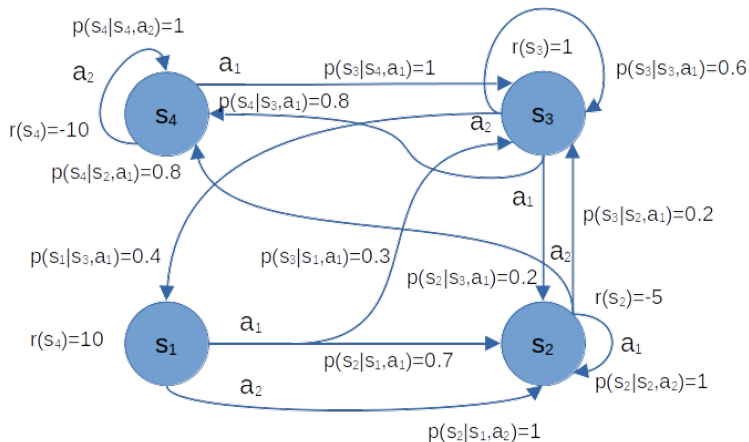 p(s₄|s₄,a₂)=1
r(s₃)=1
a₁
p(s₃|s₄,a₁)=1
p(s₃|s₃,a₁)=0.6
a₂
p(s₄|s₃,a₁)=0.8
s₄
a₂
s₃
r(s₄)=-10
p(s₄|s₂,a₁)=0.8
a₁
p(s₃|s₂,a₁)=0.2
p(s₁|s₃,a₁)=0.4
p(s₃|s₁,a₁)=0.3
a₂
p(s₂|s₃,a₁)=0.2
r(s₂)=-5
a₁
r(s₄)=10
s₁
s₂
a₁
p(s₂|s₁,a₁)=0.7
a₂
p(s₂|s₂,a₂)=1
p(s₂|s₁,a₂)=1